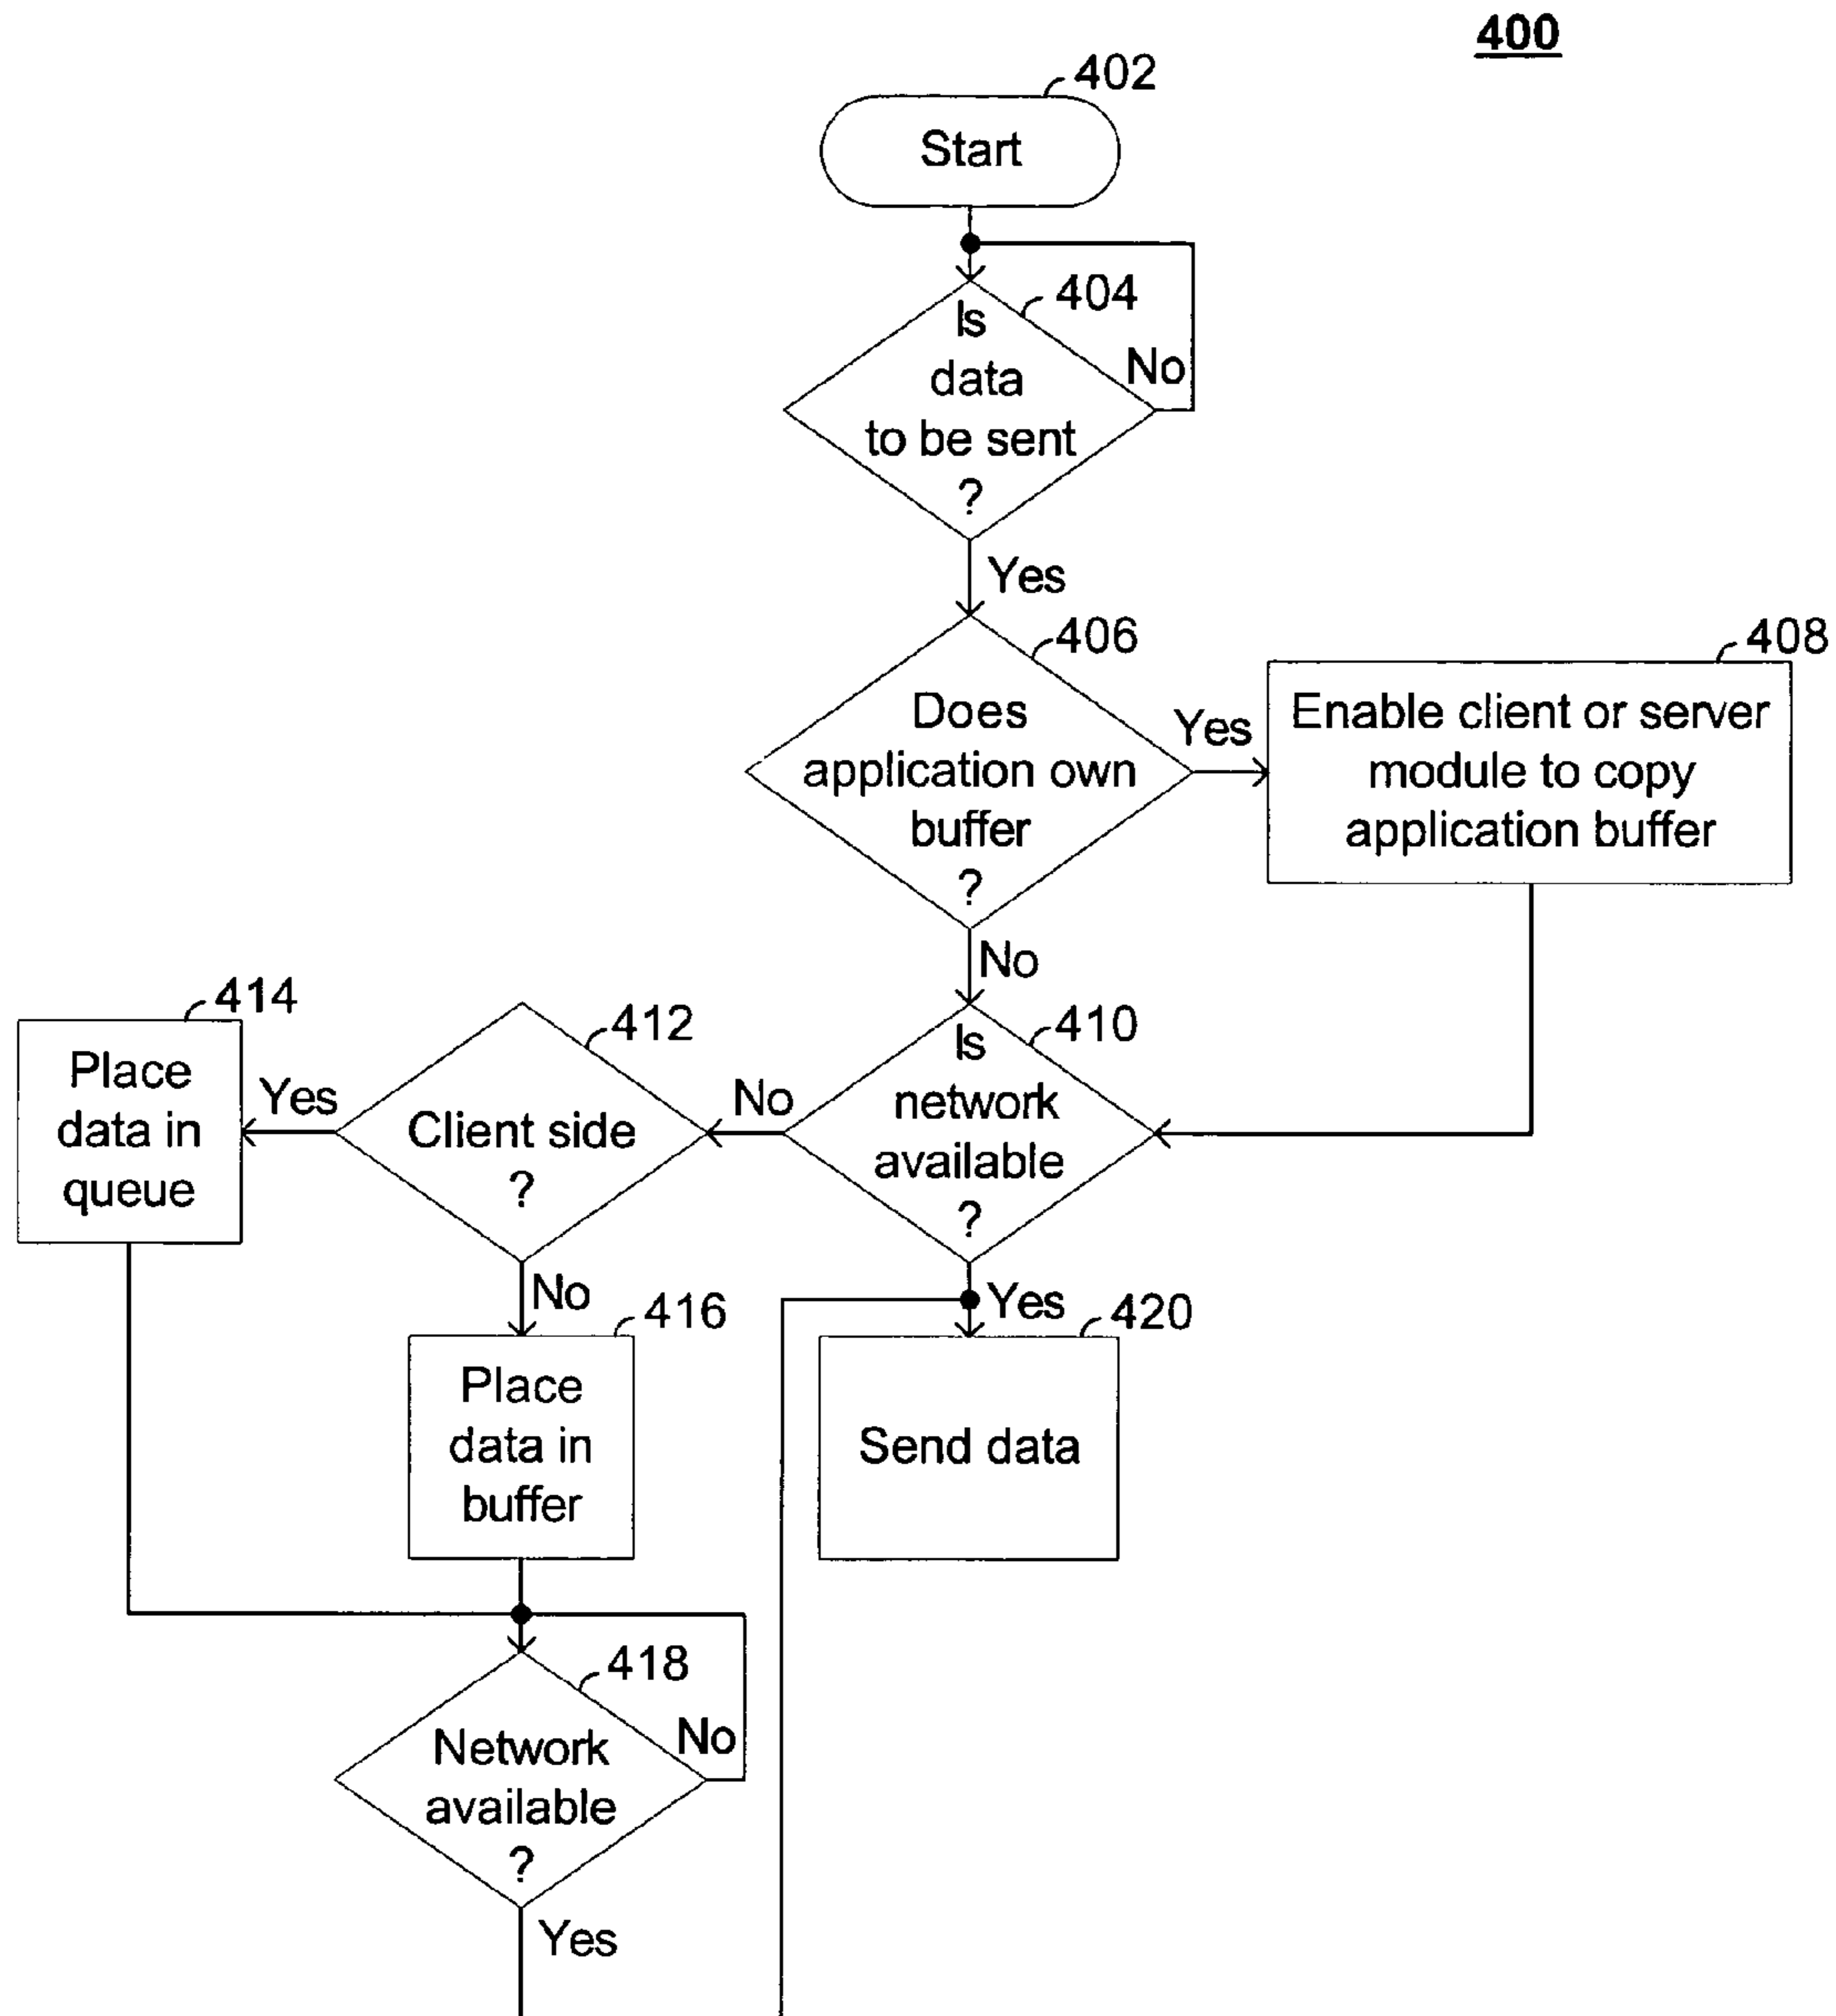 400
402
Start
404
Is
data
to be sent
?
No
Yes
406
Does
application own
buffer
?
Yes
408
Enable client or server
module to copy
application buffer
No
410
Is
network
available
?
No
412
Client side
?
Yes
414
Place
data in
queue
No
416
Place
data in
buffer
Yes
420
Send data
418
Network
available
?
No
Yes